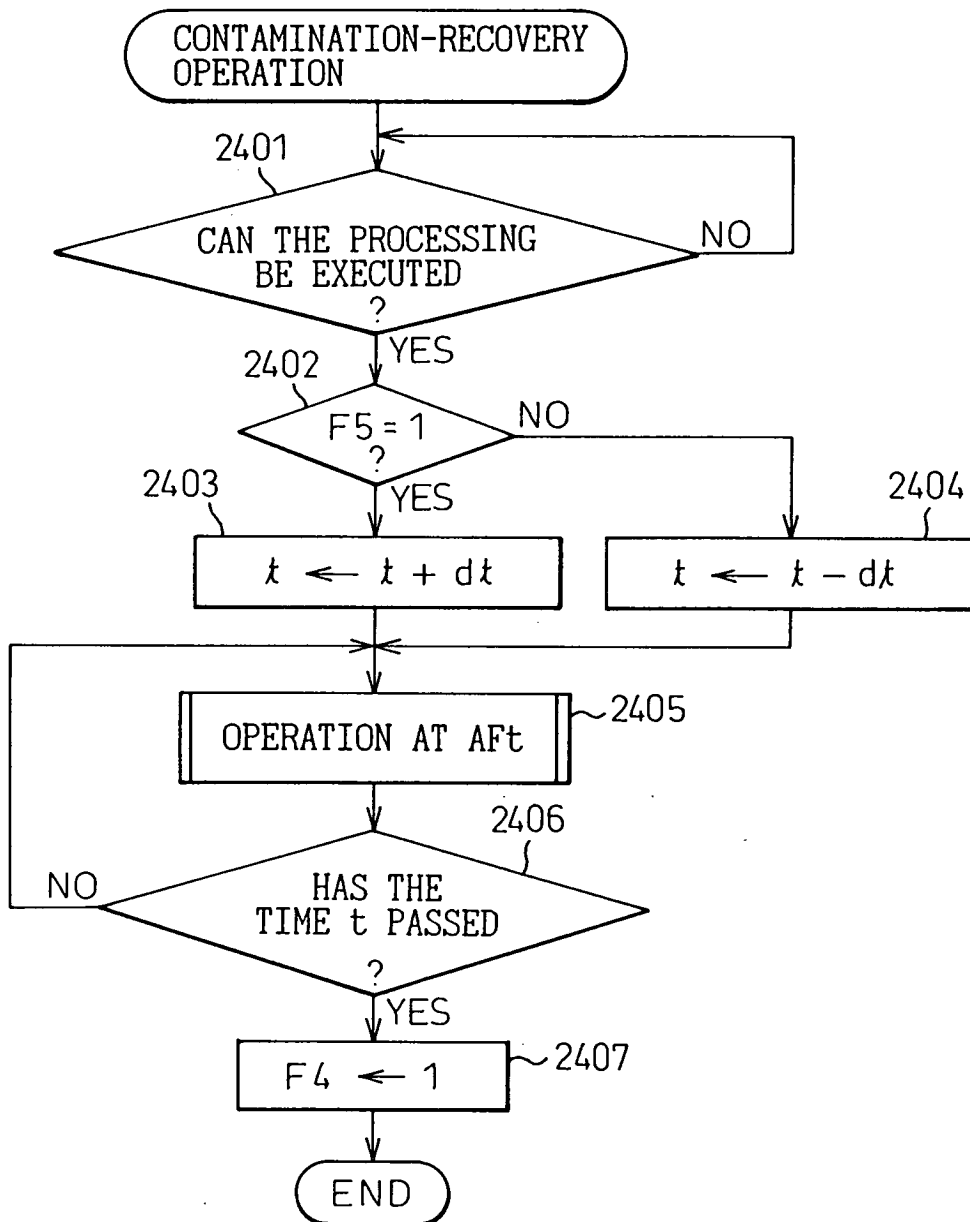 CONTAMINATION-RECOVERY
OPERATION
2401
CAN THE PROCESSING
BE EXECUTED
?
NO
YES
2402
F5=1
?
NO
YES
2403
t ← t + dt
2404
t ← t - dt
OPERATION AT AFt
2405
2406
HAS THE
TIME t PASSED
?
NO
YES
F4 ← 1
2407
END